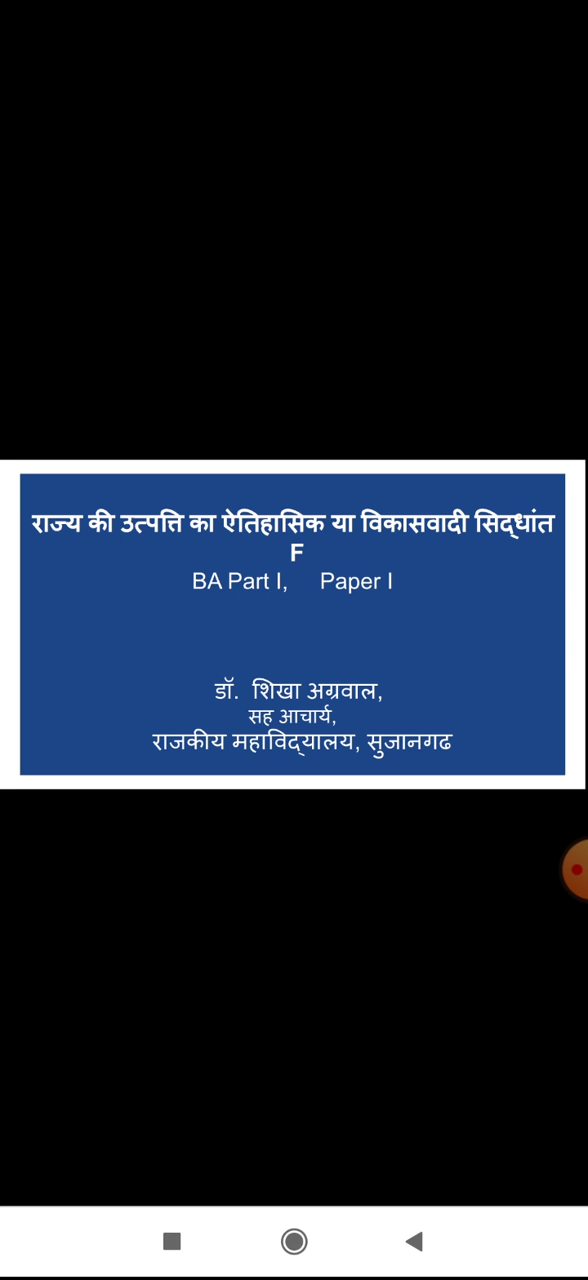 राज्य की उत्पत्ति का ऐतिहासिक या विकासवादी सिद्धांत
F
BA Part I, Paper I
डॉ. शिखा अग्रवाल,
सह आचार्य,
राजकीय महाविद्यालय, सुजानगढ